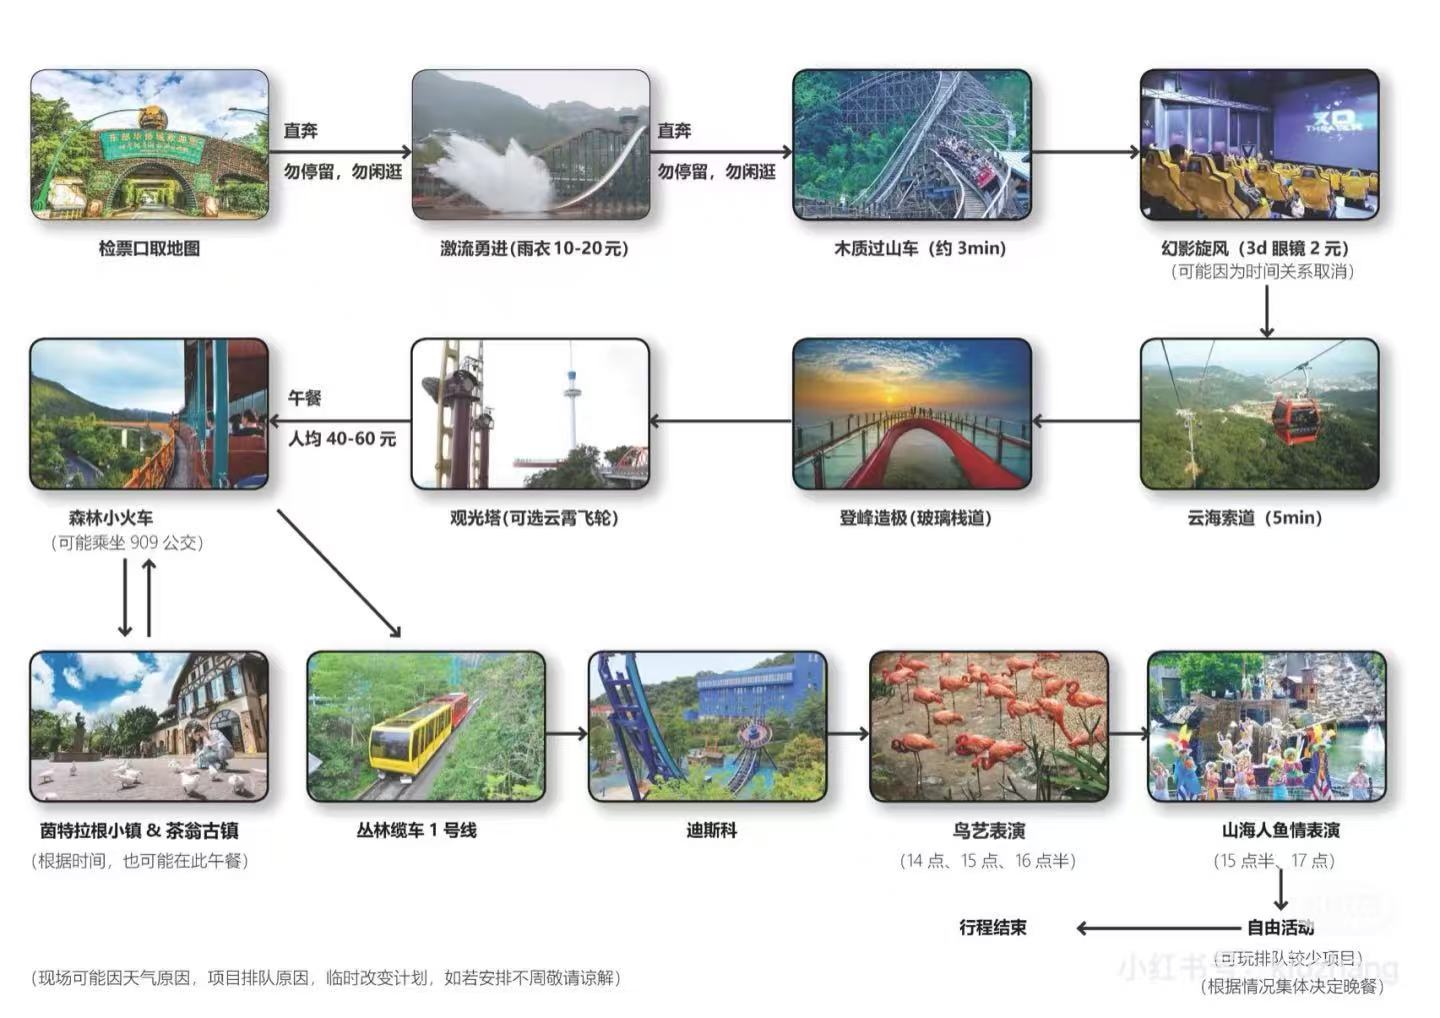 检票口取地图
直奔
勿停留，勿闲逛
激流勇进(雨衣10-20元)
直奔
勿停留，勿闲逛
木质过山车（约 3min)
XD
THEATER
幻影旋风（3d 眼镜 2 元）
（可能因为时间关系取消）
云海索道（5min）
登峰造极(玻璃栈道)
观光塔(可选云霄飞轮)
午餐
人均 40-60 元
森林小火车
（可能乘坐 909 公交）
茵特拉根小镇 & 茶翁古镇
（根据时间，也可能在此午餐）
丛林缆车 1 号线
迪斯科
鸟艺表演
（14 点、15 点、16 点半）
山海人鱼情表演
（15 点半、17 点）
自由活动
（可玩排队较少项目）
（根据情况集体决定晚餐）
行程结束
（现场可能因天气原因，项目排队原因，临时改变计划，如若安排不周敬请谅解）
小红书号：